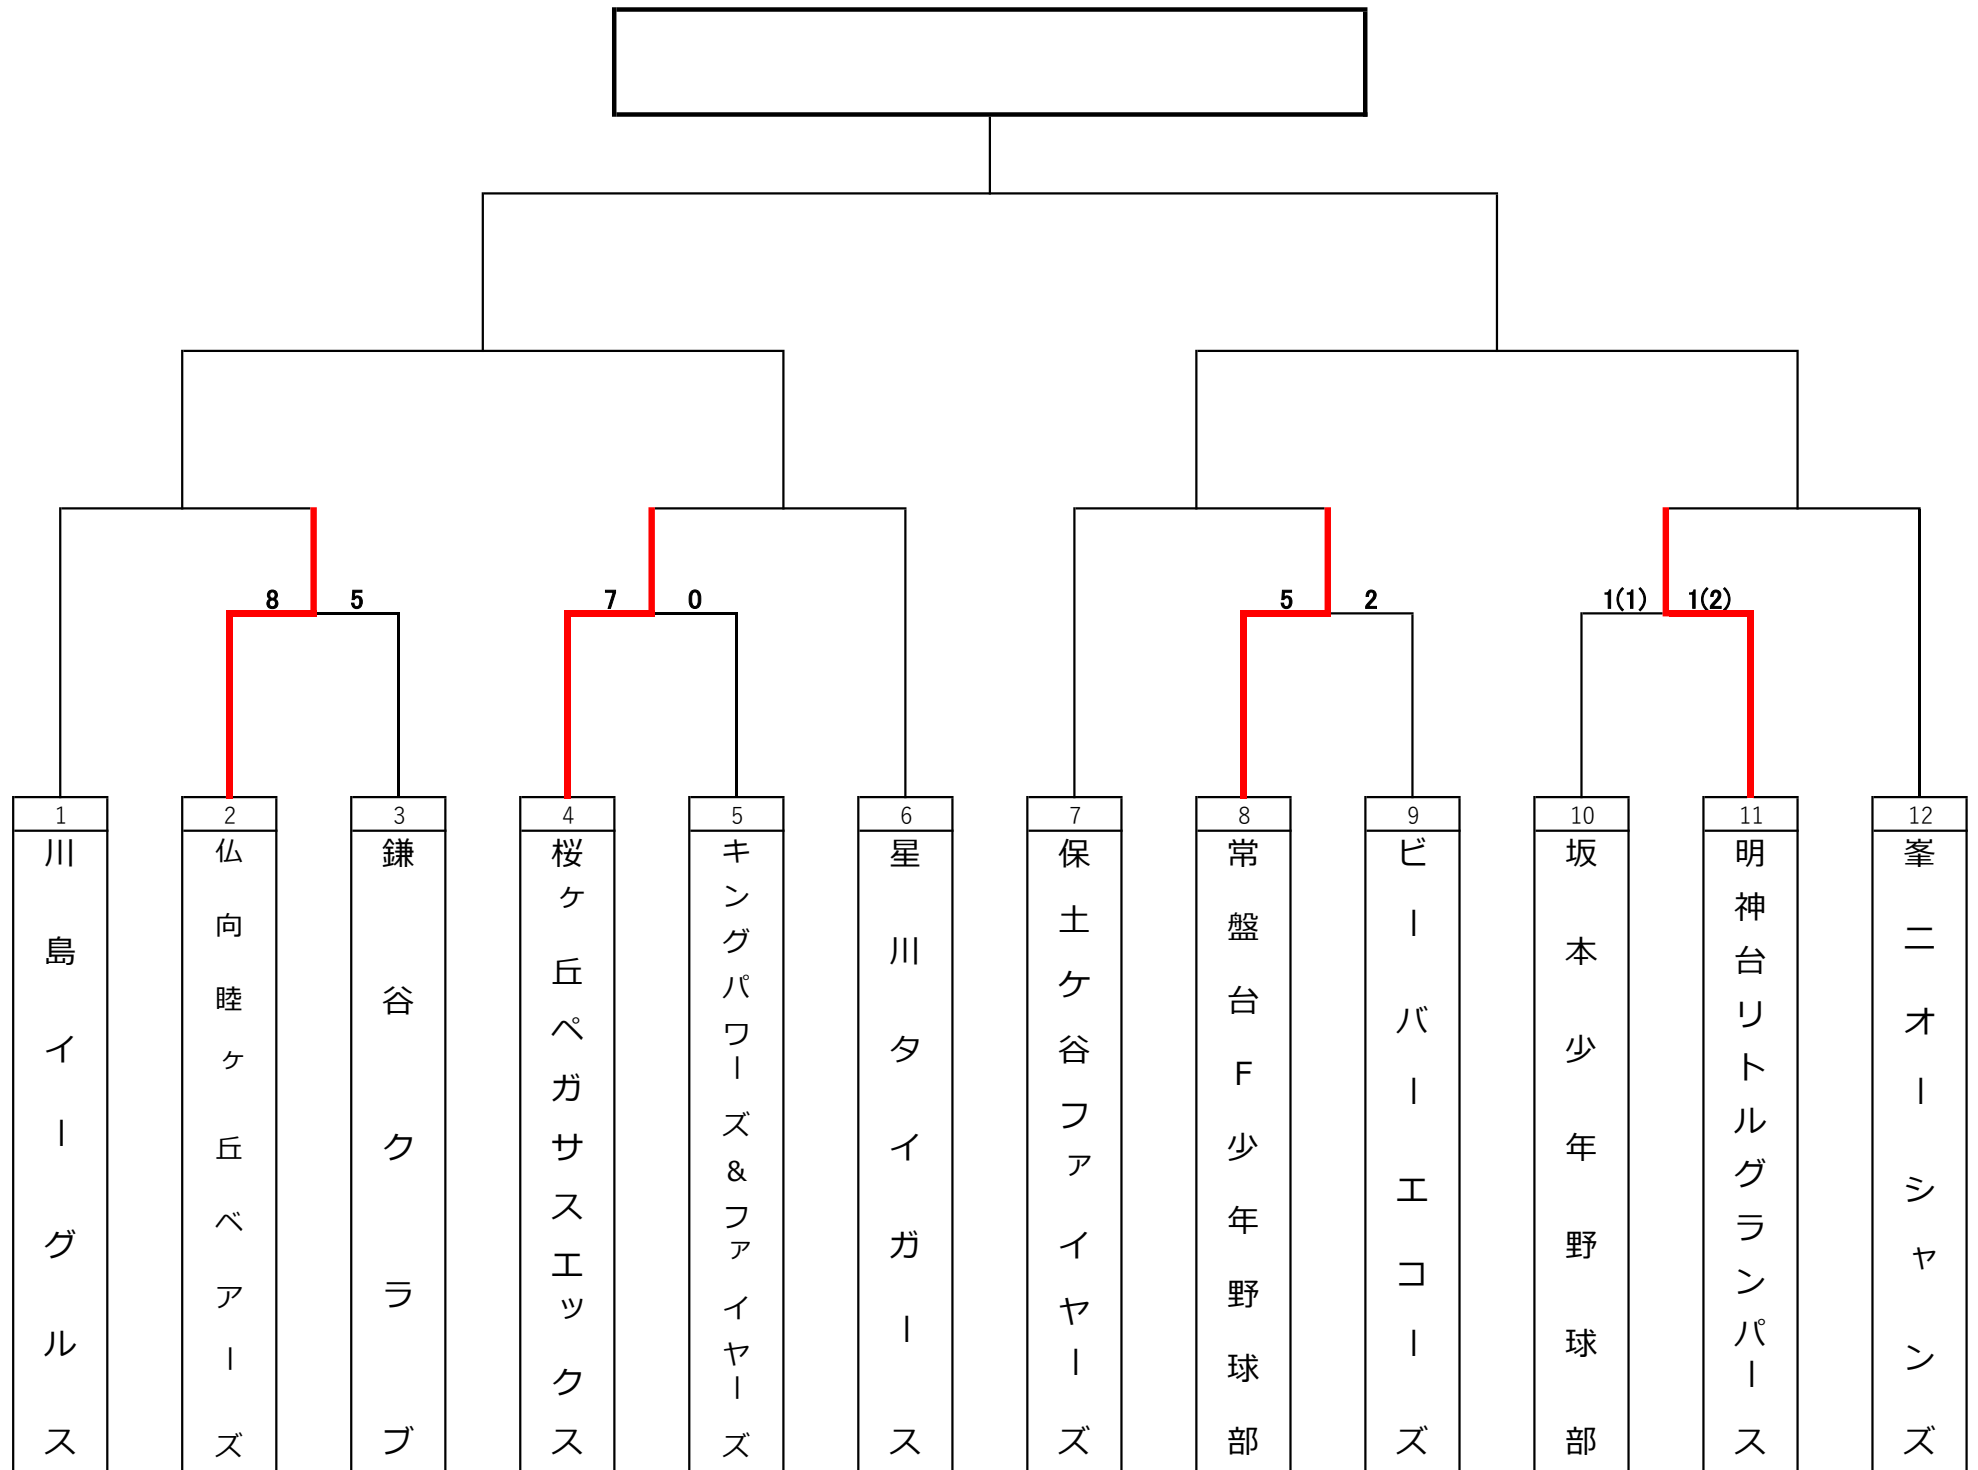 8 5 7 0 5 2 1(1) 1(2)
1 2 3 4 5 6 7 8 9 10 11 12
川島イーグルス
仏向睦ヶ丘ベアーズ
鎌谷クラブ
桜ヶ丘ペガサスエックス
キングパワーズ&ファイヤーズ
星川タイガース
保土ケ谷ファイヤーズ
常盤台F少年野球部
ビーバーエコーズ
坂本少年野球部
明神台リトルグランパース
峯二オーシャンズ